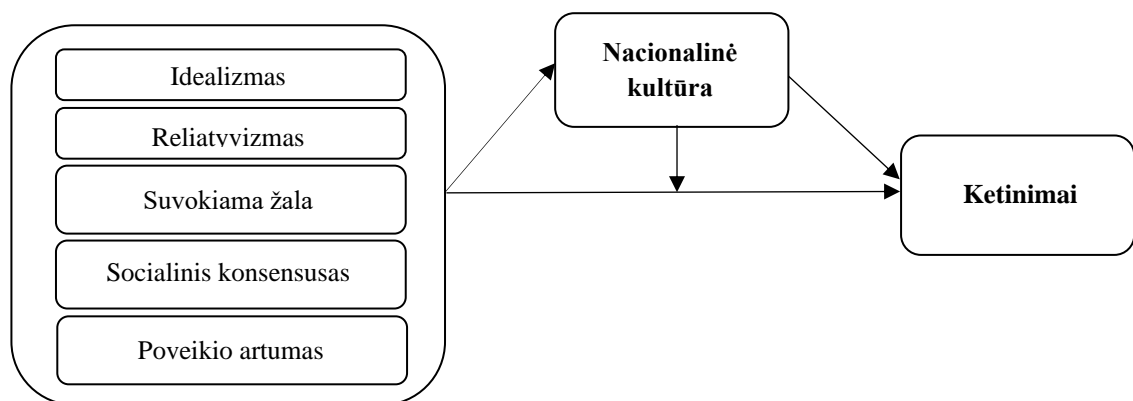 Idealizmas
Reliatyvizmas
Suvokiama žala
Socialinis konsensusas
Poveikio artumas
Nacionalinė
kultūra
Ketinimai